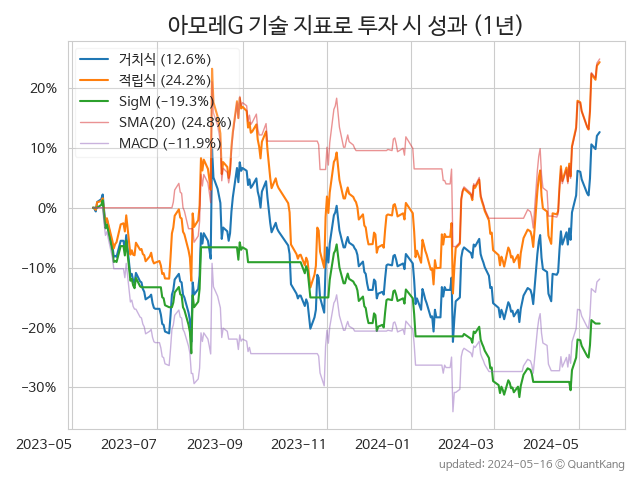 아모레G 기술 지표로 투자 시 성과 (1년)
거치식 (12.6%)
적립식 (24.2%)
SigM (−19.3%)
SMA(20) (24.8%)
MACD (−11.9%)
20%
10%
0%
−10%
−20%
−30%
2023-05 2023-07 2023-09 2023-11 2024-01 2024-03 2024-05
updated: 2024-05-16 © QuantKang